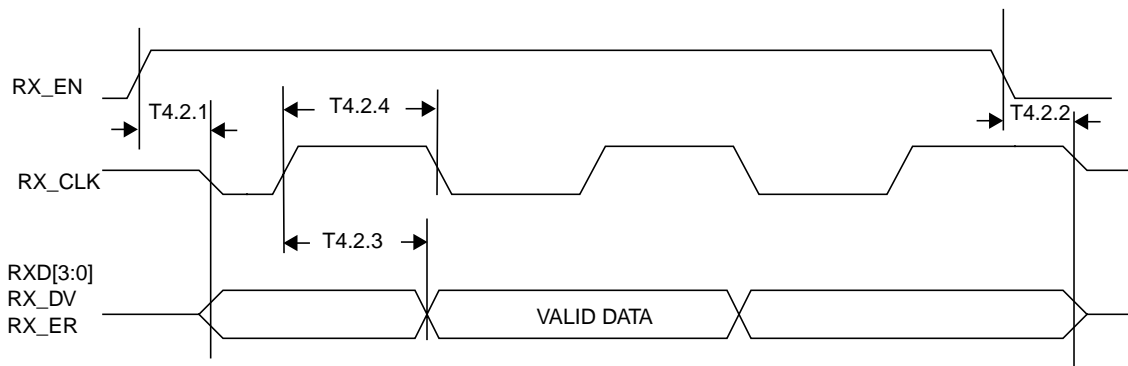 RX_EN
T4.2.1
T4.2.4
T4.2.2
RX_CLK
T4.2.3
RXD[3:0]
RX_DV
RX_ER
VALID DATA